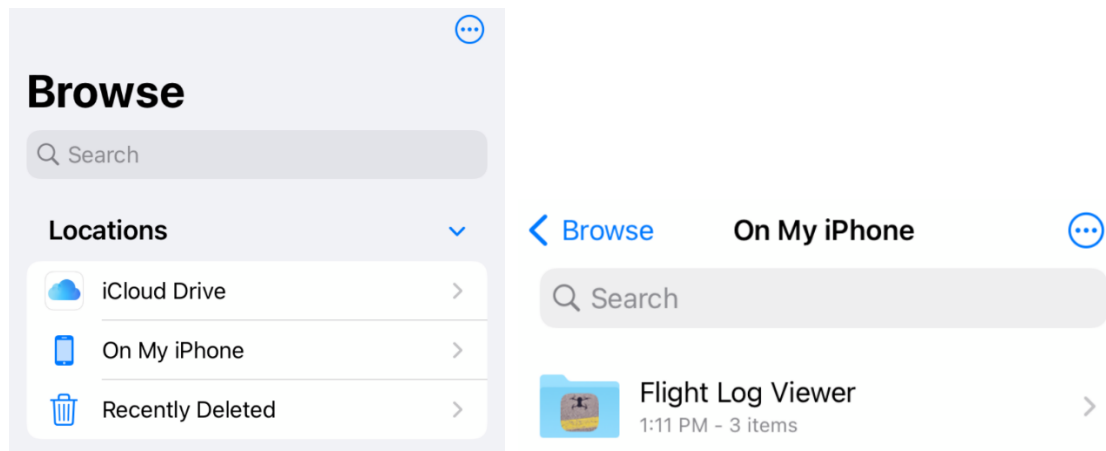 Browse
Search
Locations
iCloud Drive
On My iPhone
Recently Deleted
Browse
On My iPhone
Search
Flight Log Viewer
1:11 PM - 3 items